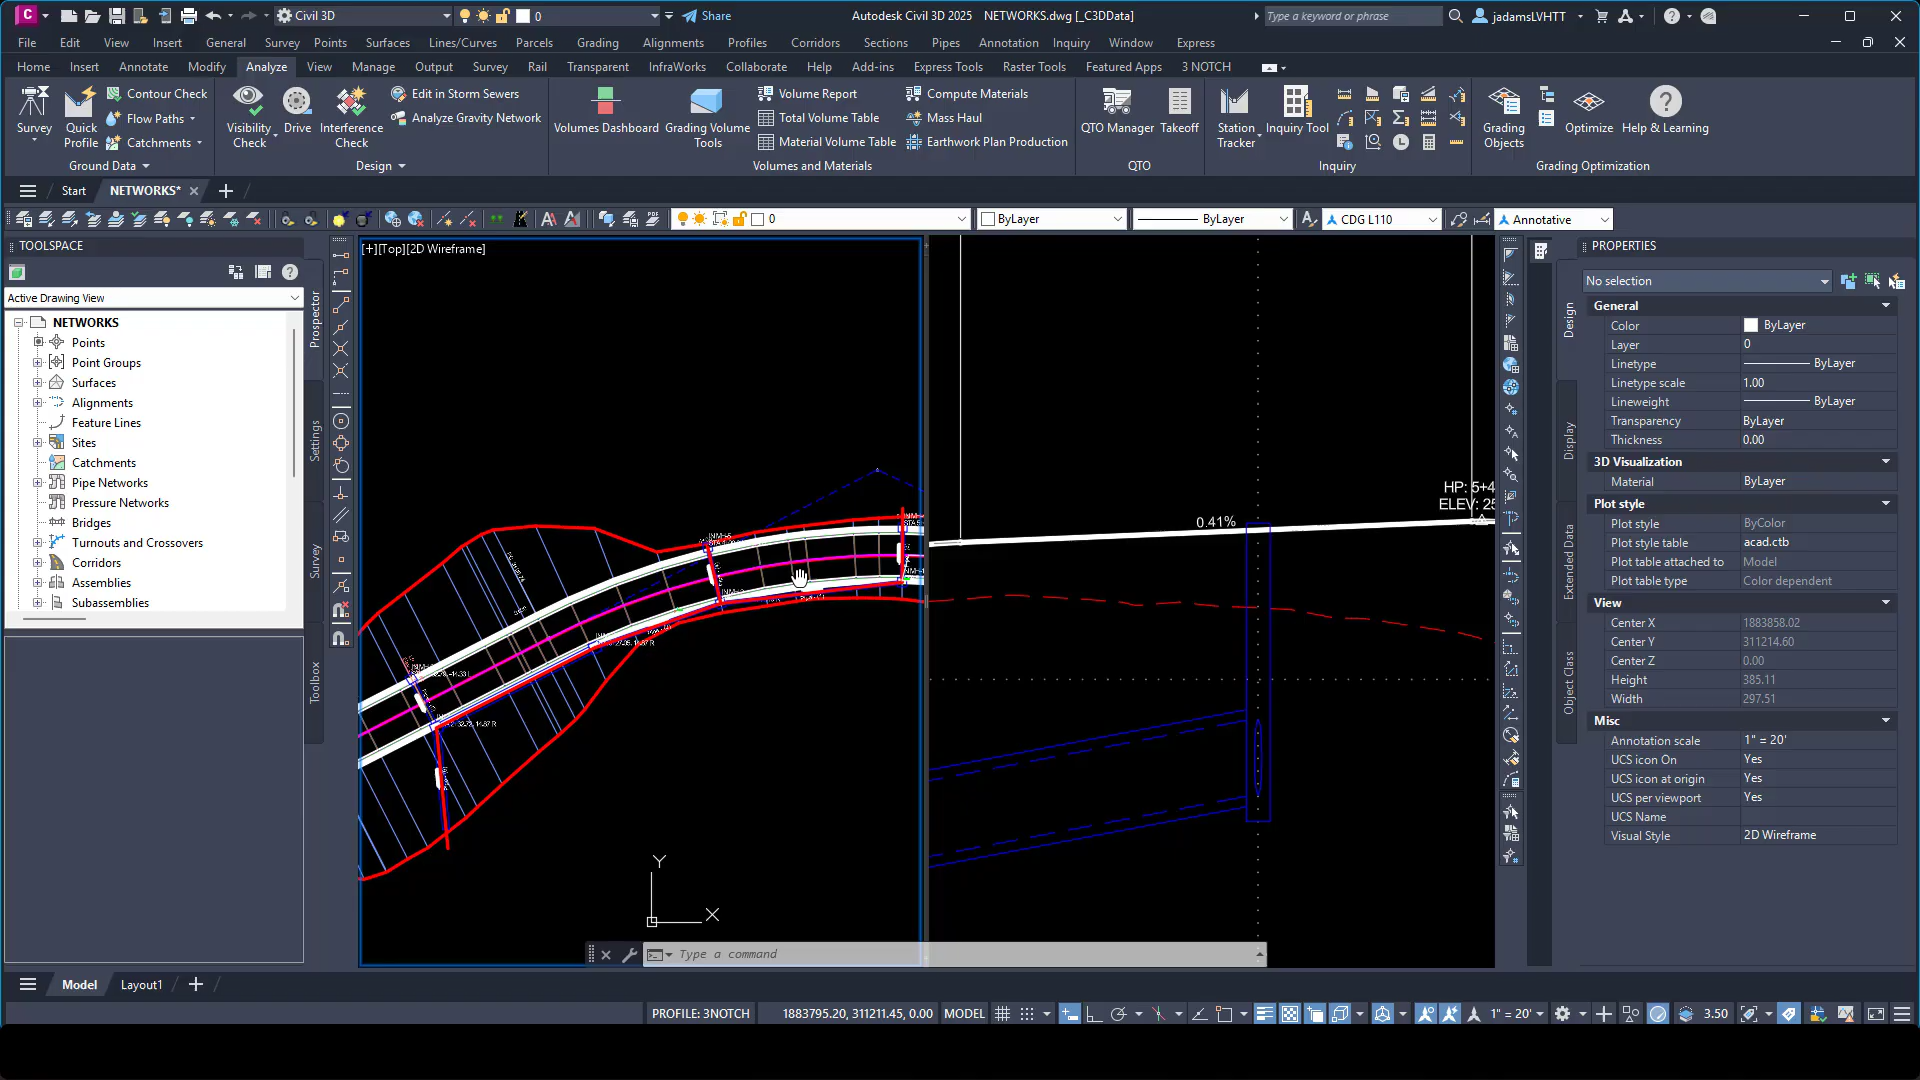 C
Civil 3D
0
Share
Autodesk Civil 3D 2025 NETWORKS.dwg [_C3DData]
Type a keyword or phrase
jadamsLVHTT
File Edit View Insert General Survey Points Surfaces Lines/Curves Parcels Grading Alignments Profiles Corridors Sections Pipes Annotation Inquiry Window Express
Home Insert Annotate Modify Analyze View Manage Output Survey Rail Transparent InfraWorks Collaborate Help Add-ins Express Tools Raster Tools Featured Apps 3 NOTCH
Survey
Quick Profile
Contour Check
Flow Paths
Catchments
Ground Data
Visibility Check
Drive
Interference Check
Edit in Storm Sewers
Analyze Gravity Network
Design
Volumes Dashboard
Grading Volume Tools
Volume Report
Total Volume Table
Material Volume Table
Compute Materials
Mass Haul
Earthwork Plan Production
Volumes and Materials
QTO Manager
Takeoff
QTO
Station Tracker
Inquiry Tool
Inquiry
Grading Objects
Optimize
Help & Learning
Grading Optimization
Start NETWORKS*
0
ByLayer
ByLayer
CDG L110
Annotative
TOOLSPACE
Active Drawing View
NETWORKS
Points
Point Groups
Surfaces
Alignments
Feature Lines
Sites
Catchments
Pipe Networks
Pressure Networks
Bridges
Turnouts and Crossovers
Corridors
Assemblies
Subassemblies
Prospector
Settings
Survey
Toolbox
[+][Top][2D Wireframe]
Y
X
0.41%
HP: 5+4
ELEV: 25
Type a command
PROPERTIES
No selection
Design
Display
Extended Data
Object Class
General
Color ByLayer
Layer 0
Linetype ByLayer
Linetype scale 1.00
Lineweight ByLayer
Transparency ByLayer
Thickness 0.00
3D Visualization
Material ByLayer
Plot style
Plot style ByColor
Plot style table acad.ctb
Plot table attached to Model
Plot table type Color dependent
View
Center X 1883858.02
Center Y 311214.60
Center Z 0.00
Height 385.11
Width 297.51
Misc
Annotation scale 1" = 20'
UCS icon On Yes
UCS icon at origin Yes
UCS per viewport Yes
UCS Name
Visual Style 2D Wireframe
Model Layout1
PROFILE: 3NOTCH 1883795.20, 311211.45, 0.00 MODEL 1" = 20' 3.50